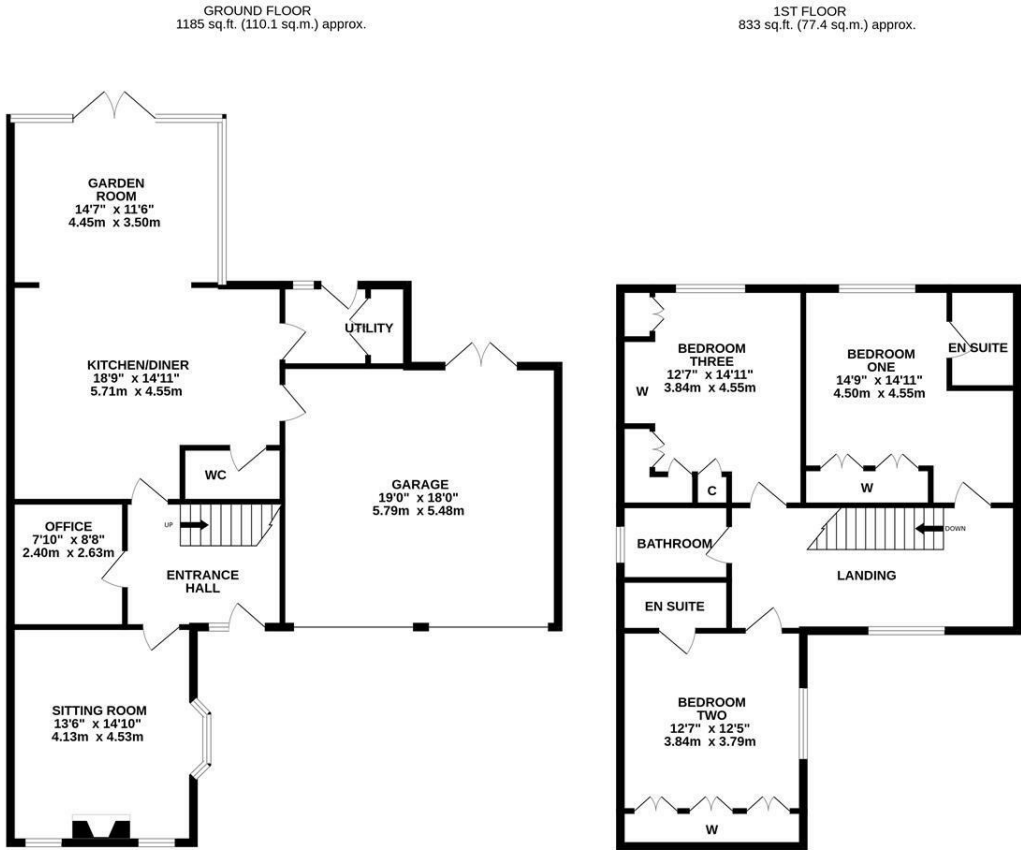 GROUND FLOOR
1185 sq.ft. (110.1 sq.m.) approx.
GARDEN
ROOM
14'7" x 11'6"
4.45m x 3.50m
UTILITY
KITCHEN/DINER
18'9" x 14'11"
5.71m x 4.55m
WC
GARAGE
19'0" x 18'0"
5.79m x 5.48m
OFFICE
7'10" x 8'8"
2.40m x 2.63m
UP
ENTRANCE
HALL
SITTING ROOM
13'6" x 14'10"
4.13m x 4.53m
1ST FLOOR
833 sq.ft. (77.4 sq.m.) approx.
BEDROOM
THREE
12'7" x 14'11"
3.84m x 4.55m
W
C
BEDROOM
ONE
14'9" x 14'11"
4.50m x 4.55m
EN SUITE
W
BATHROOM
DOWN
LANDING
EN SUITE
BEDROOM
TWO
12'7" x 12'5"
3.84m x 3.79m
W